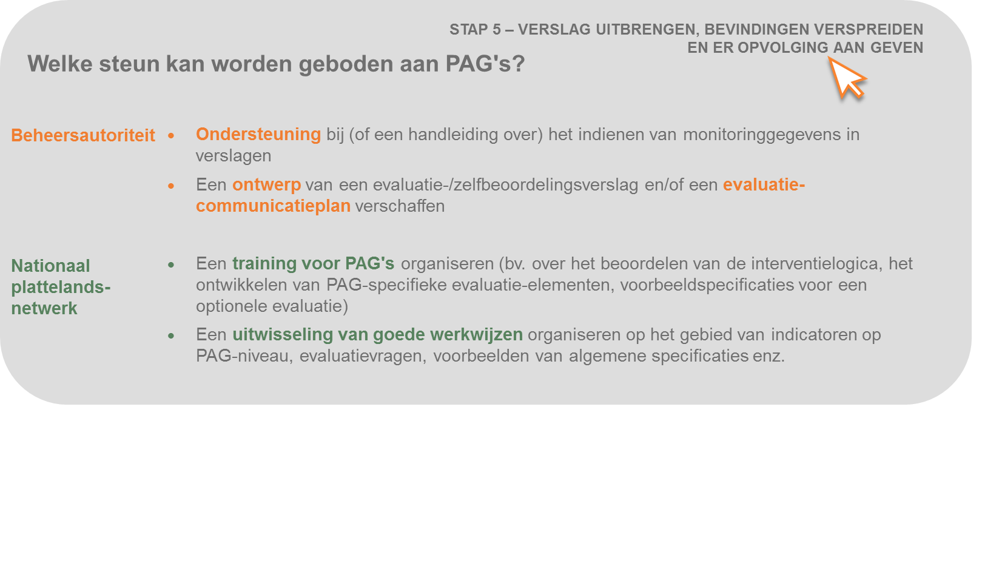 STAP 5 – VERSLAG UITBRENGEN, BEVINDINGEN VERSPREIDEN
EN ER OPVOLGING AAN GEVEN
Welke steun kan worden geboden aan PAG's?
Beheersautoriteit
• Ondersteuning bij (of een handleiding over) het indienen van monitoringgegevens in
verslagen
• Een ontwerp van een evaluatie-/zelfbeoordelingsverslag en/of een evaluatie-
communicatieplan verschaffen
Nationaal
plattelands-
netwerk
• Een training voor PAG's organiseren (bv. over het beoordelen van de interventielogica, het
ontwikkelen van PAG-specifieke evaluatie-elementen, voorbeeldspecificaties voor een
optionele evaluatie)
• Een uitwisseling van goede werkwijzen organiseren op het gebied van indicatoren op
PAG-niveau, evaluatievragen, voorbeelden van algemene specificaties enz.